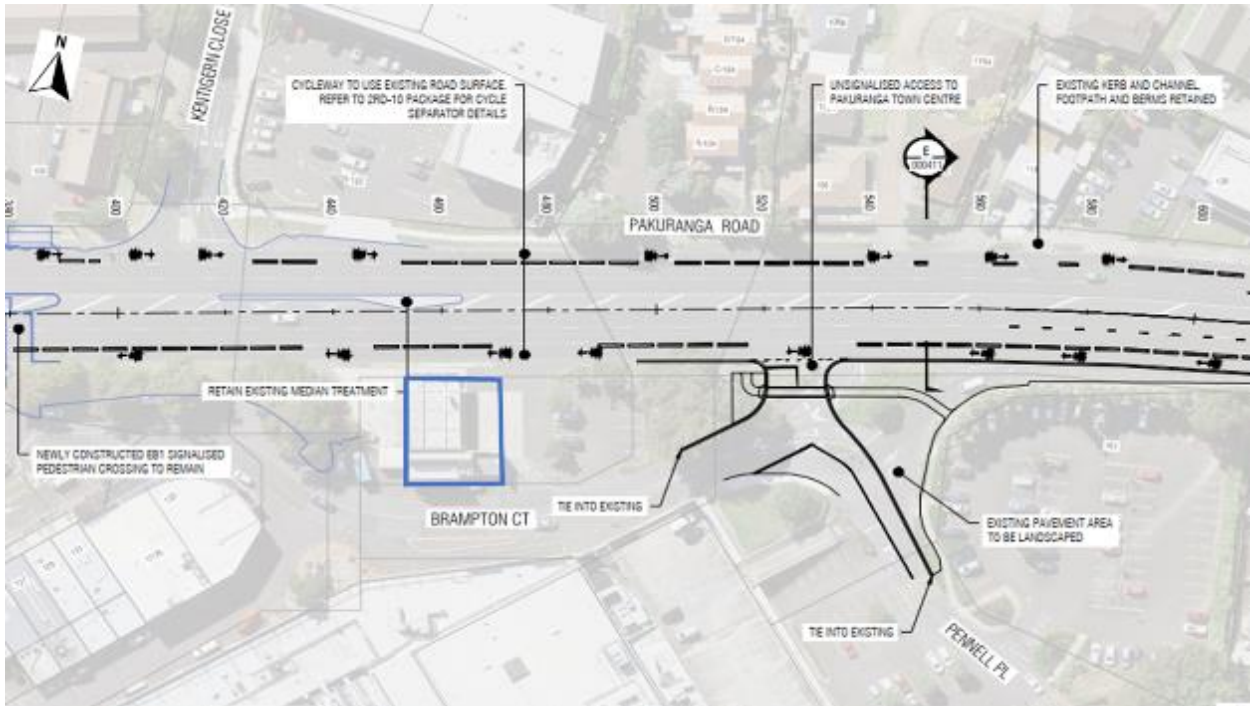 N
KENTIGERN CLOSE
CYCLEWAY TO USE EXISTING ROAD SURFACE.
REFER TO 2RD-10 PACKAGE FOR CYCLE
SEPARATOR DETAILS
UNSIGNALISED ACCESS TO
PAKURANGA TOWN CENTRE
EXISTING KERB AND CHANNEL,
FOOTPATH AND BERMS RETAINED
E
000411
400
420
440
500
520
560
580
600
PAKURANGA ROAD
RETAIN EXISTING MEDIAN TREATMENT
NEWLY CONSTRUCTED EB1 SIGNALISED
PEDESTRIAN CROSSING TO REMAIN
BRAMPTON CT
TIE INTO EXISTING
EXISTING PAVEMENT AREA
TO BE LANDSCAPED
TIE INTO EXISTING
PENNELL PL